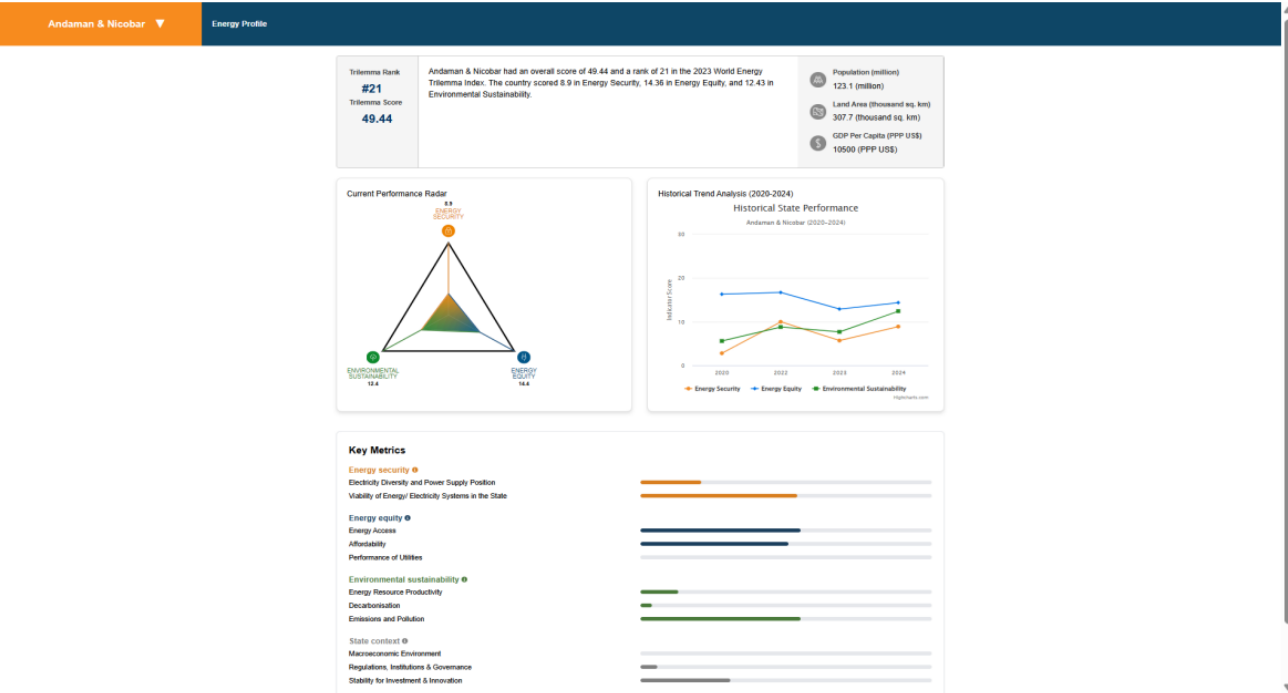 Andaman & Nicobar ▼
Energy Profile
Trilemma Rank
#21
Trilemma Score
49.44
Andaman & Nicobar had an overall score of 49.44 and a rank of 21 in the 2023 World Energy
Trilemma Index. The country scored 8.9 in Energy Security, 14.36 in Energy Equity, and 12.43 in
Environmental Sustainability.
Population (million)
123.1 (million)
Land Area (thousand sq. km)
307.7 (thousand sq. km)
GDP Per Capita (PPP US$)
10500 (PPP US$)
Current Performance Radar
8.9
ENERGY
SECURITY
ENVIRONMENTAL
SUSTAINABILITY
12.4
ENERGY
EQUITY
14.4
Historical Trend Analysis (2020-2024)
Historical State Performance
Andaman & Nicobar (2020–2024)
Indicator Score
30
20
10
0
2020
2022
2023
2024
Energy Security
Energy Equity
Environmental Sustainability
Highcharts.com
Key Metrics
Energy security
Electricity Diversity and Power Supply Position
Viability of Energy/ Electricity Systems in the State
Energy equity
Energy Access
Affordability
Performance of Utilities
Environmental sustainability
Energy Resource Productivity
Decarbonisation
Emissions and Pollution
State context
Macroeconomic Environment
Regulations, Institutions & Governance
Stability for Investment & Innovation